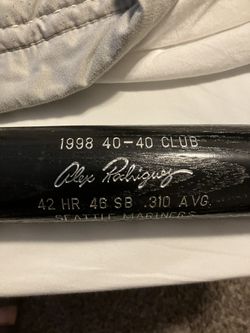 1998 40-40 CLUB
Alex Rodriguez
42 HR 46 SB .310 AVG.
SEATTLE MARINERS